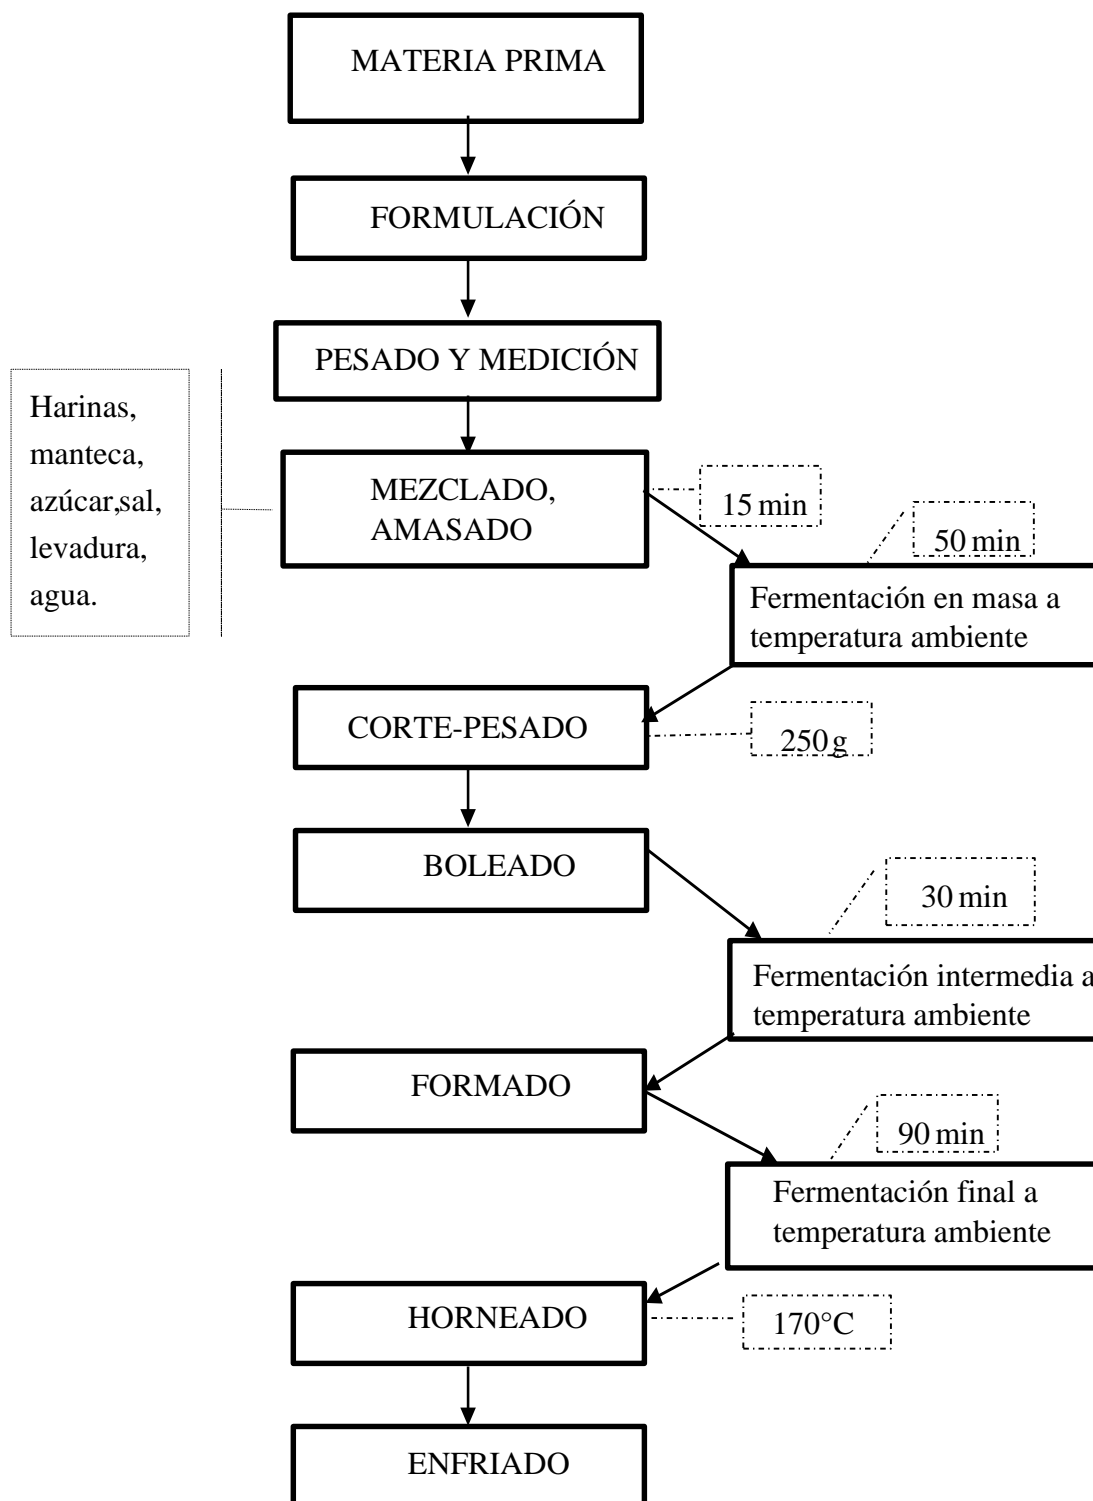 MATERIA PRIMA
FORMULACIÓN
PESADO Y MEDICIÓN
Harinas,
manteca,
azúcar,sal,
levadura,
agua.
MEZCLADO,
AMASADO
15 min
50 min
Fermentación en masa a
temperatura ambiente
CORTE-PESADO
250 g
BOLEADO
30 min
Fermentación intermedia a
temperatura ambiente
FORMADO
90 min
Fermentación final a
temperatura ambiente
HORNEADO
170°C
ENFRIADO